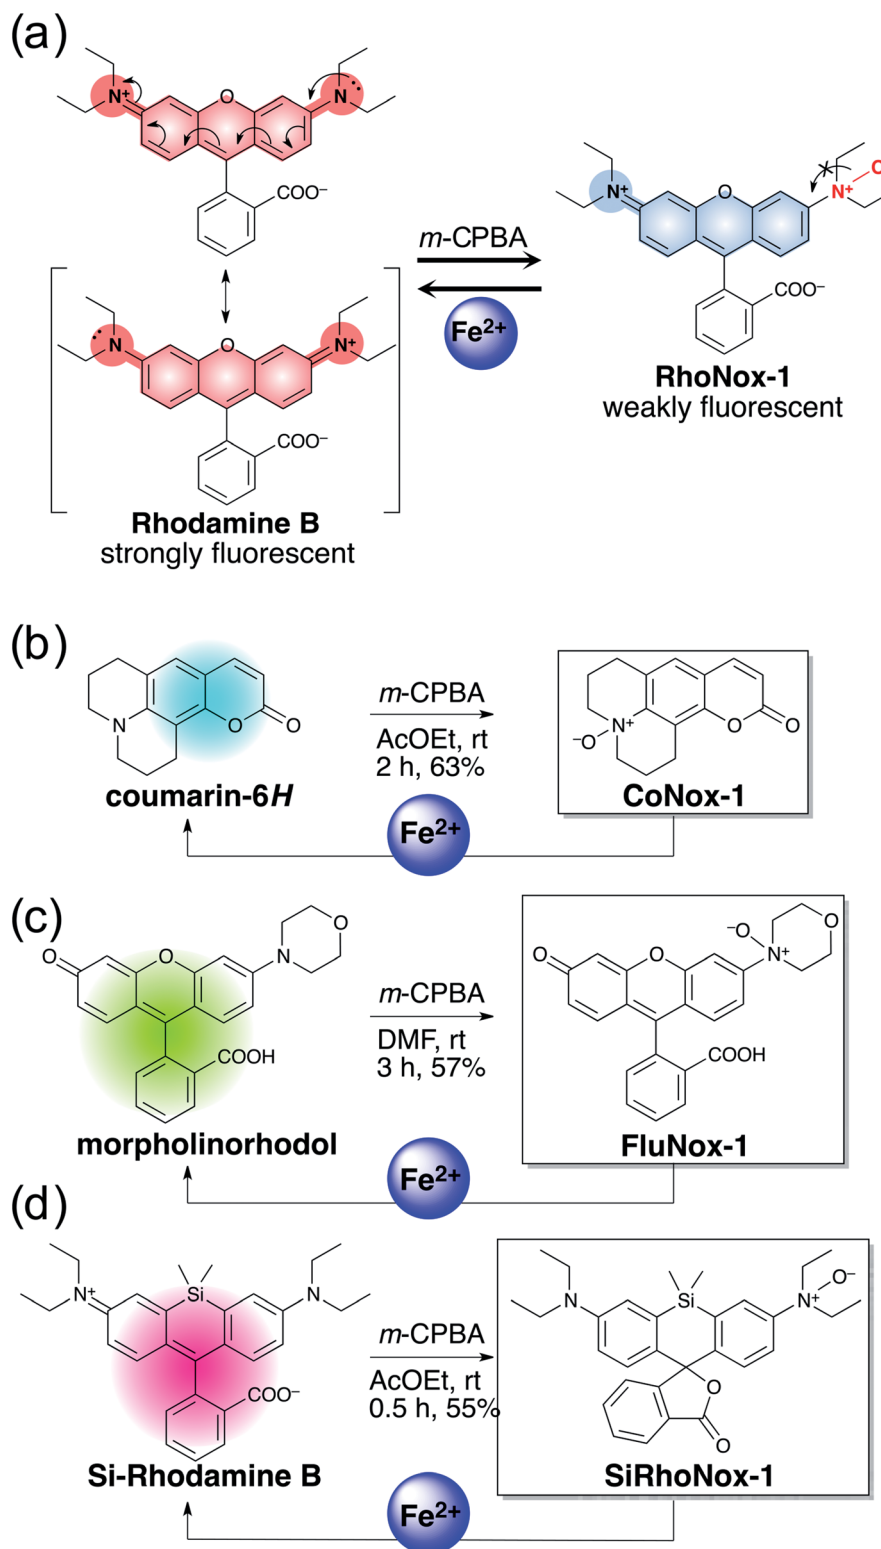 (a)
N⁺
O
N
COO⁻
N⁺
O
N⁺
O
COO⁻
m-CPBA
Fe²⁺
RhoNox-1
weakly fluorescent
N
O
N⁺
COO⁻
Rhodamine B
strongly fluorescent
(b)
N
O
O
coumarin-6H
m-CPBA
AcOEt, rt
2 h, 63%
Fe²⁺
⁻O
N⁺
O
O
CoNox-1
(c)
O
O
N
O
COOH
morpholinorhodol
m-CPBA
DMF, rt
3 h, 57%
Fe²⁺
O
O
⁻O
N⁺
O
COOH
FluNox-1
(d)
N⁺
Si
N
COO⁻
Si-Rhodamine B
m-CPBA
AcOEt, rt
0.5 h, 55%
Fe²⁺
N
Si
N⁺
O⁻
O
O
SiRhoNox-1